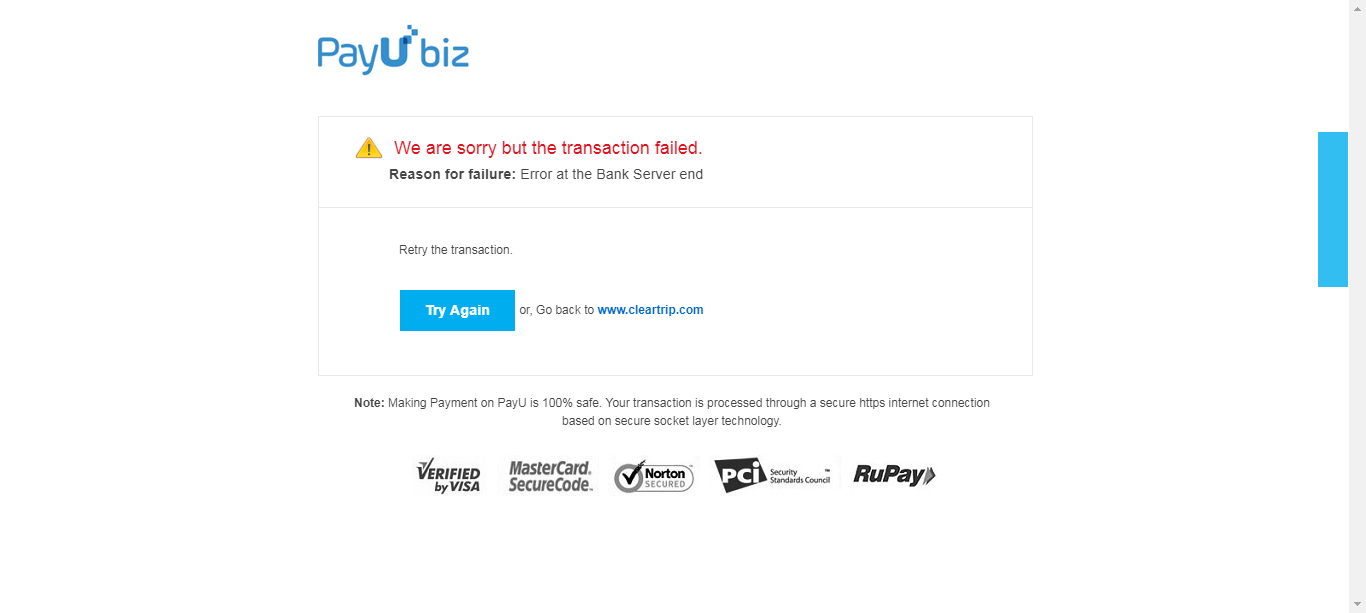 PayU biz
We are sorry but the transaction failed.
Reason for failure: Error at the Bank Server end
Retry the transaction.
Try Again or, Go back to www.cleartrip.com
Note: Making Payment on PayU is 100% safe. Your transaction is processed through a secure https internet connection
based on secure socket layer technology.
VERIFIED by VISA
MasterCard. SecureCode.
Norton SECURED
PCI Security Standards Council ™
RuPay